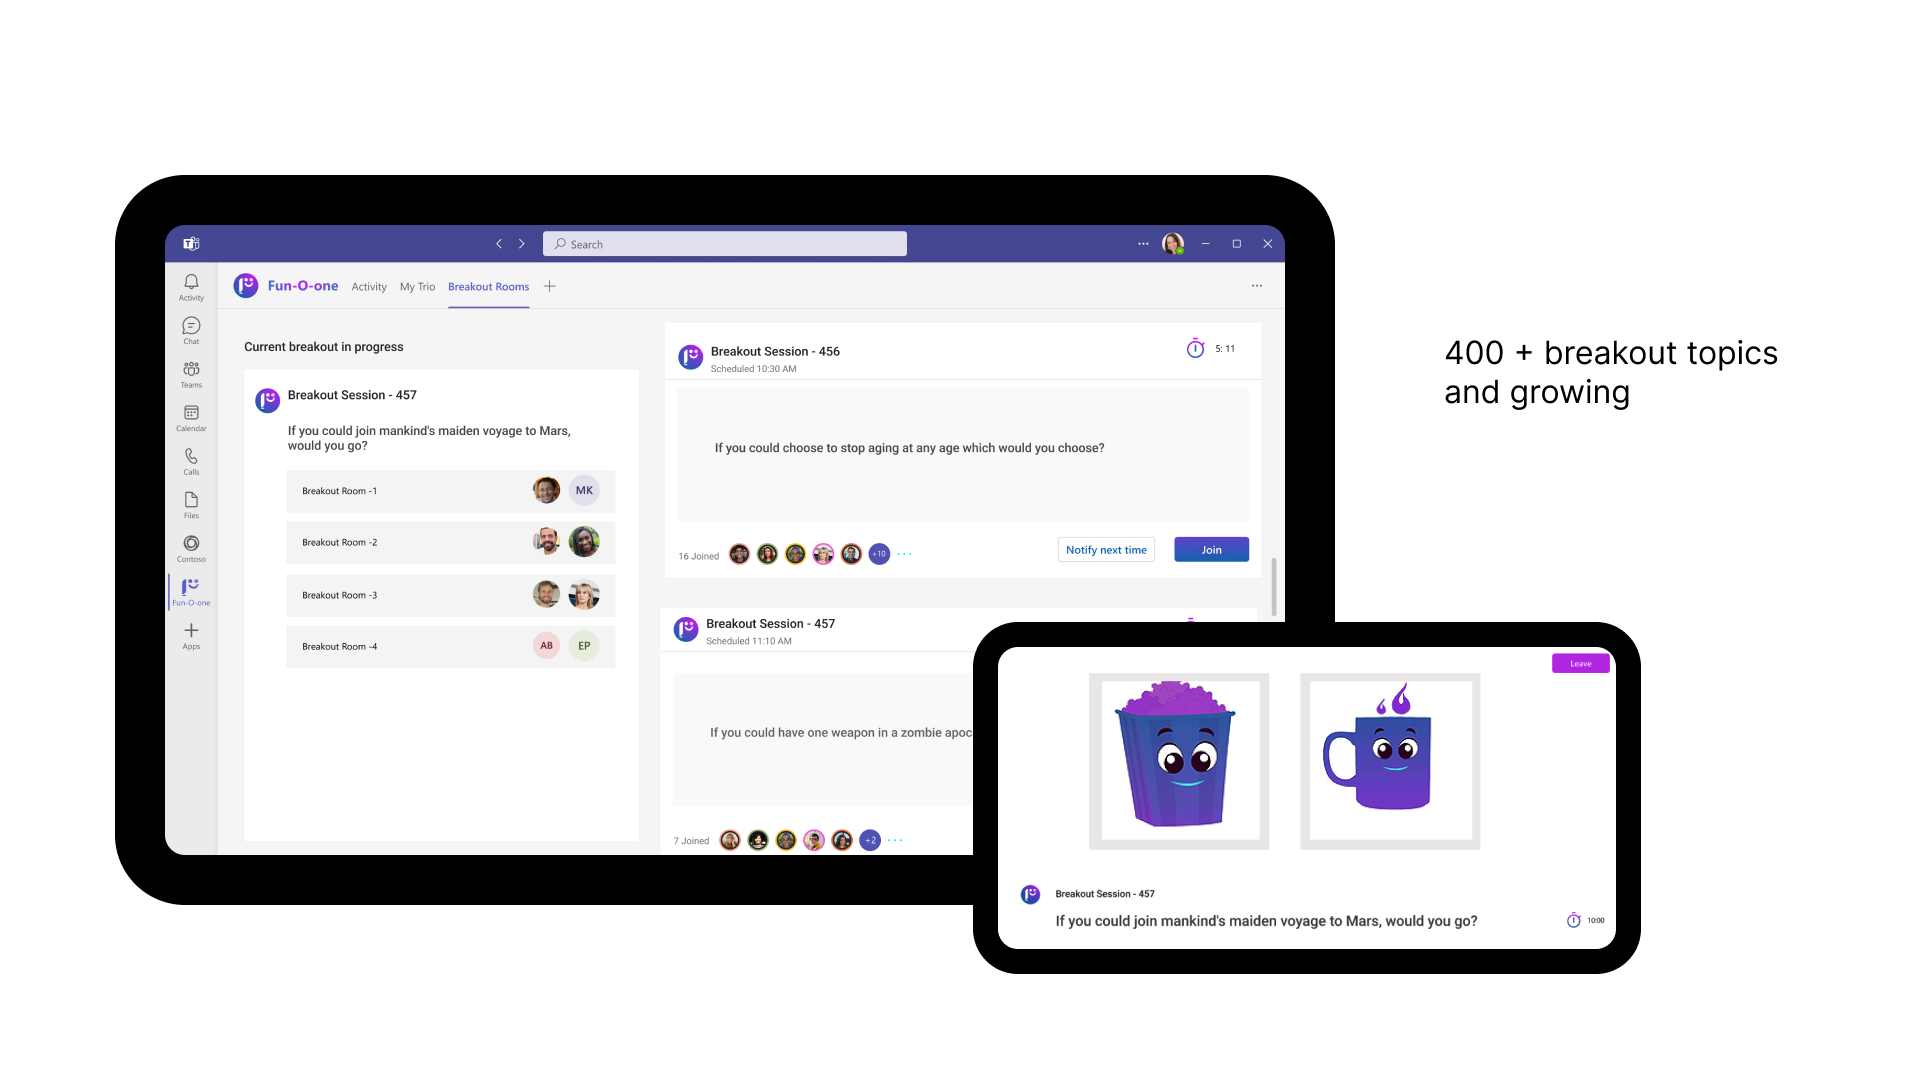 Search
Activity
Chat
Teams
Calendar
Calls
Files
Contoso
Fun-O-one
Apps
Fun-O-one
Activity
My Trio
Breakout Rooms
Current breakout in progress
Breakout Session - 457
If you could join mankind's maiden voyage to Mars,
would you go?
Breakout Room -1
MK
Breakout Room -2
Breakout Room -3
Breakout Room -4
AB
EP
Breakout Session - 456
Scheduled 10:30 AM
5: 11
If you could choose to stop aging at any age which would you choose?
16 Joined
+10
Notify next time
Join
Breakout Session - 457
Scheduled 11:10 AM
If you could have one weapon in a zombie apoc
7 Joined
+2
Leave
Breakout Session - 457
If you could join mankind's maiden voyage to Mars, would you go?
10:00
400 + breakout topics
and growing